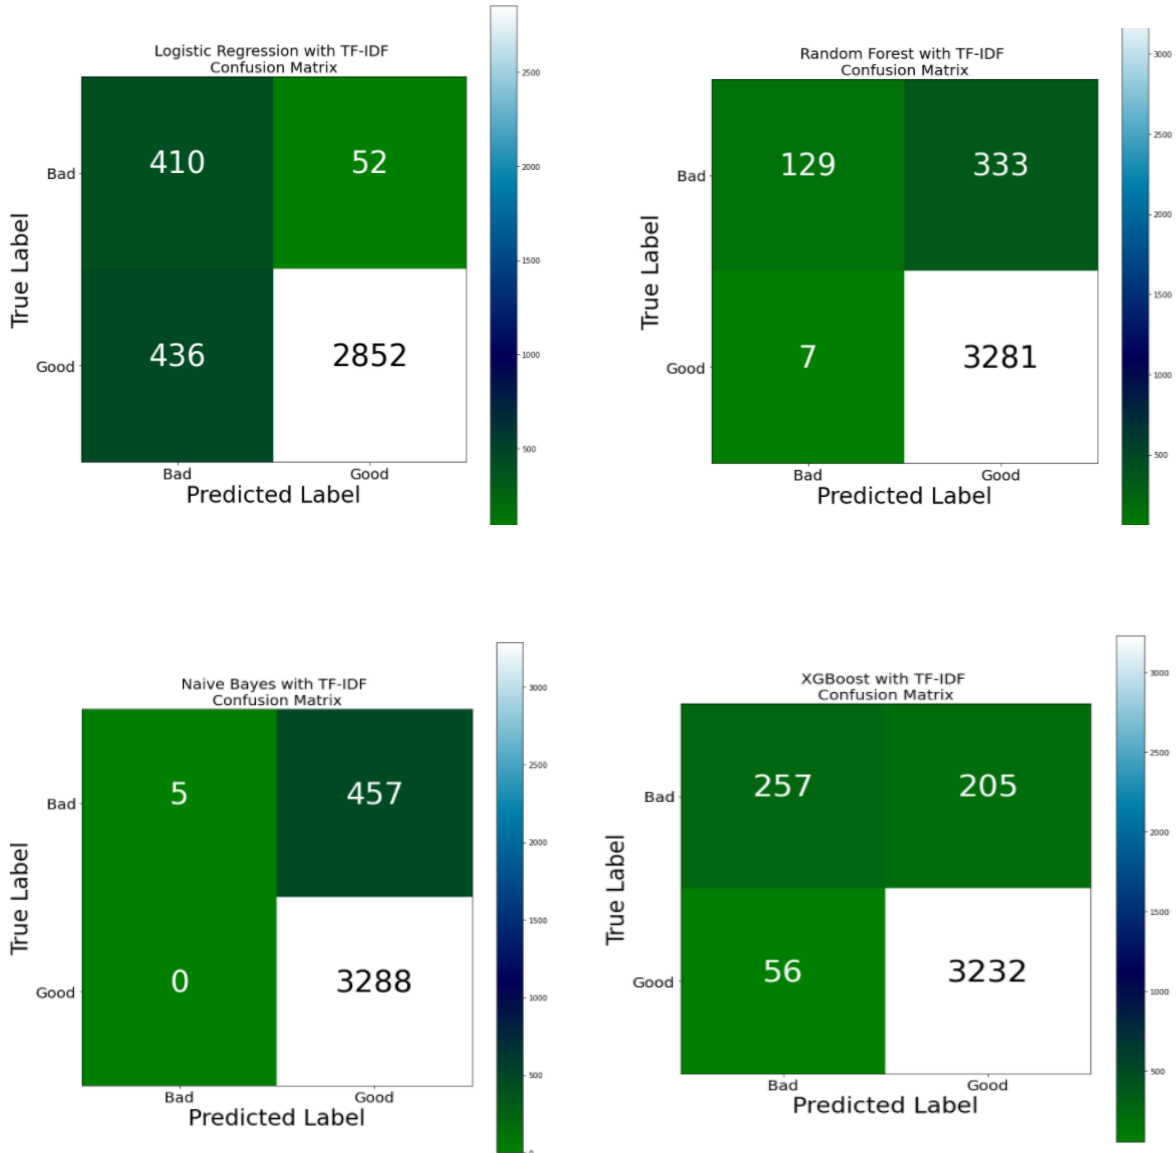 Logistic Regression with TF-IDF
Confusion Matrix
True Label
Bad
410
52
Good
436
2852
Bad
Good
Predicted Label
2500
2000
1500
1000
500
Random Forest with TF-IDF
Confusion Matrix
True Label
Bad
129
333
Good
7
3281
Bad
Good
Predicted Label
3000
2500
2000
1500
1000
500
Naive Bayes with TF-IDF
Confusion Matrix
True Label
Bad
5
457
Good
0
3288
Bad
Good
Predicted Label
3000
2500
2000
1500
1000
500
0
XGBoost with TF-IDF
Confusion Matrix
True Label
Bad
257
205
Good
56
3232
Bad
Good
Predicted Label
3000
2500
2000
1500
1000
500